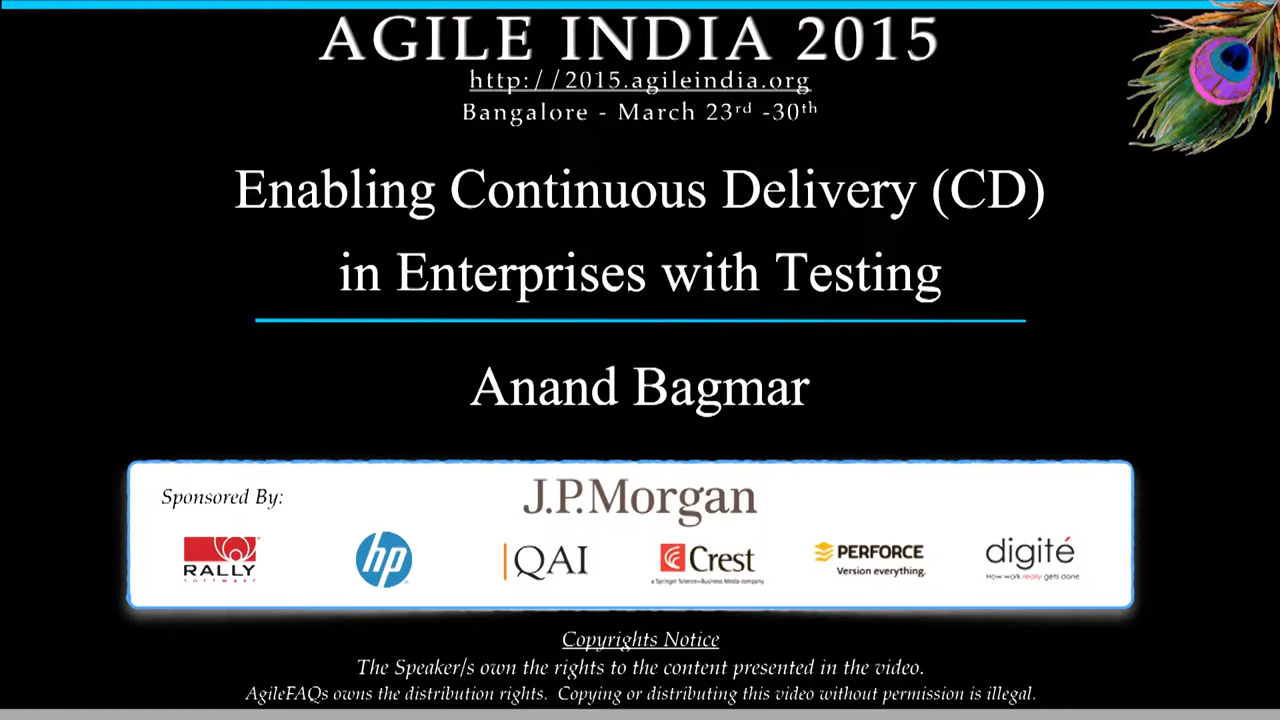 AGILE INDIA 2015
http://2015.agileindia.org
Bangalore - March 23rd -30th
Enabling Continuous Delivery (CD)
in Enterprises with Testing
Anand Bagmar
Sponsored By:
J.P.Morgan
RALLY
SOFTWARE
hp
QAI
Crest
a Springer Science+Business Media company
PERFORCE
Version everything.
digité
How work really gets done
Copyrights Notice
The Speaker/s own the rights to the content presented in the video.
AgileFAQs owns the distribution rights. Copying or distributing this video without permission is illegal.